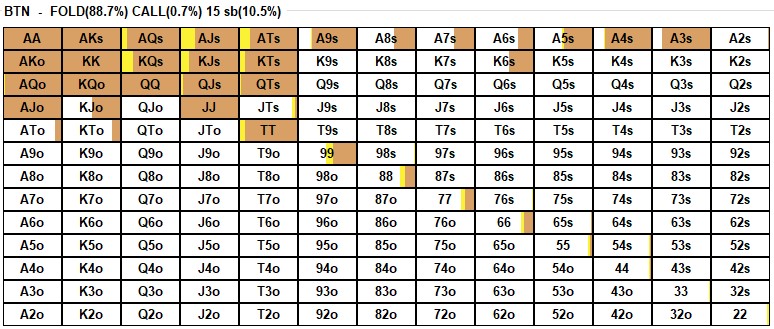 BTN - FOLD(88.7%) CALL(0.7%) 15 sb(10.5%)
AA AKs AQs AJs ATs A9s A8s A7s A6s A5s A4s A3s A2s
AKo KK KQs KJs KTs K9s K8s K7s K6s K5s K4s K3s K2s
AQo KQo QQ QJs QTs Q9s Q8s Q7s Q6s Q5s Q4s Q3s Q2s
AJo KJo QJo JJ JTs J9s J8s J7s J6s J5s J4s J3s J2s
ATo KTo QTo JTo TT T9s T8s T7s T6s T5s T4s T3s T2s
A9o K9o Q9o J9o T9o 99 98s 97s 96s 95s 94s 93s 92s
A8o K8o Q8o J8o T8o 98o 88 87s 86s 85s 84s 83s 82s
A7o K7o Q7o J7o T7o 97o 87o 77 76s 75s 74s 73s 72s
A6o K6o Q6o J6o T6o 96o 86o 76o 66 65s 64s 63s 62s
A5o K5o Q5o J5o T5o 95o 85o 75o 65o 55 54s 53s 52s
A4o K4o Q4o J4o T4o 94o 84o 74o 64o 54o 44 43s 42s
A3o K3o Q3o J3o T3o 93o 83o 73o 63o 53o 43o 33 32s
A2o K2o Q2o J2o T2o 92o 82o 72o 62o 52o 42o 32o 22